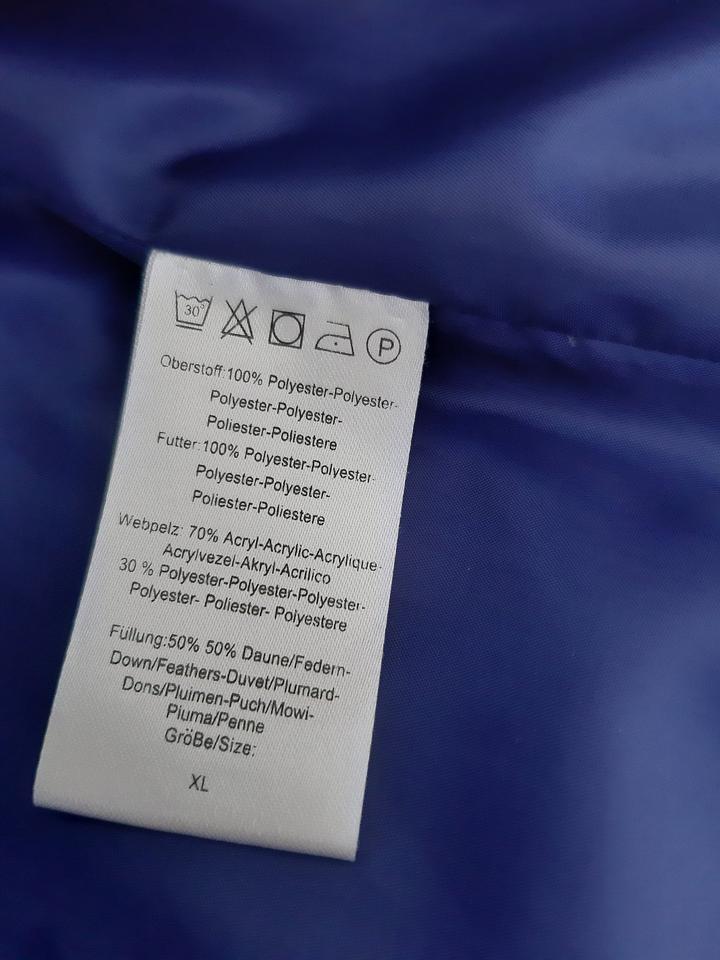 30°
P
Oberstoff:100% Polyester-Polyester-
Polyester-Polyester-
Poliester-Poliestere
Futter:100% Polyester-Polyester-
Polyester-Polyester-
Poliester-Poliestere
Webpelz: 70% Acryl-Acrylic-Acrylique-
Acrylvezel-Akryl-Acrilico
30 % Polyester-Polyester-Polyester-
Polyester- Poliester- Polyestere
Füllung:50% 50% Daune/Federn-
Down/Feathers-Duvet/Plumard-
Dons/Pluimen-Puch/Mowi-
Piuma/Penne
GröBe/Size:
XL